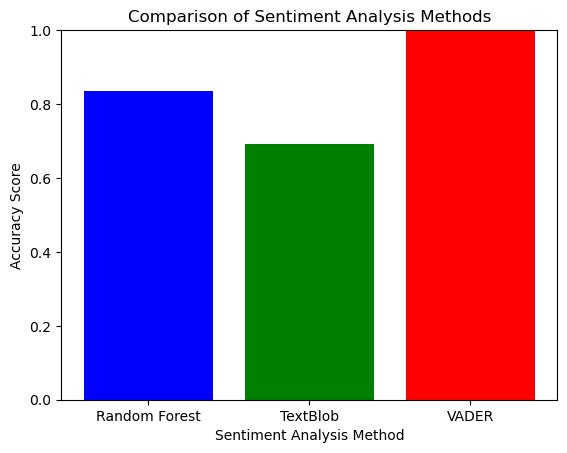 Comparison of Sentiment Analysis Methods
1.0
0.8
0.6
0.4
0.2
0.0
Accuracy Score
Random Forest
TextBlob
VADER
Sentiment Analysis Method